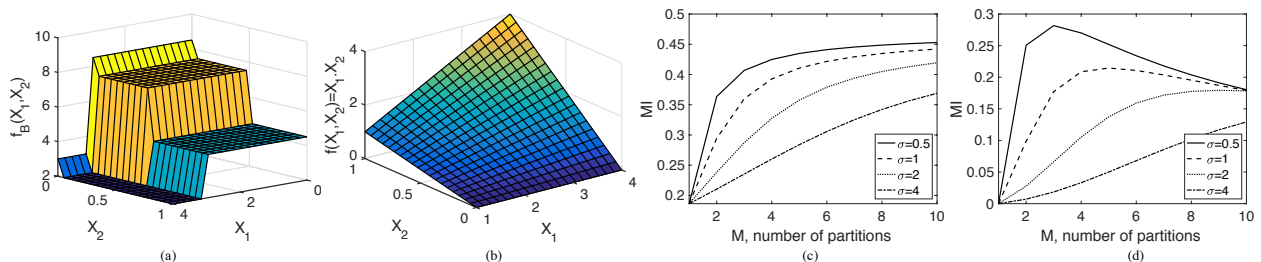 10
8
6
4
2
f_B(X_1,X_2)
0
0.5
1
X_2
4
2
0
X_1
(a)
4
2
0
f(X_1,X_2)=X_1.X_2
1
0.5
0
X_2
1
2
3
4
X_1
(b)
0.5
0.45
0.4
0.35
0.3
0.25
0.2
MI
2
4
6
8
10
M, number of partitions
σ=0.5
σ=1
σ=2
σ=4
(c)
0.3
0.25
0.2
0.15
0.1
0.05
0
MI
2
4
6
8
10
M, number of partitions
σ=0.5
σ=1
σ=2
σ=4
(d)